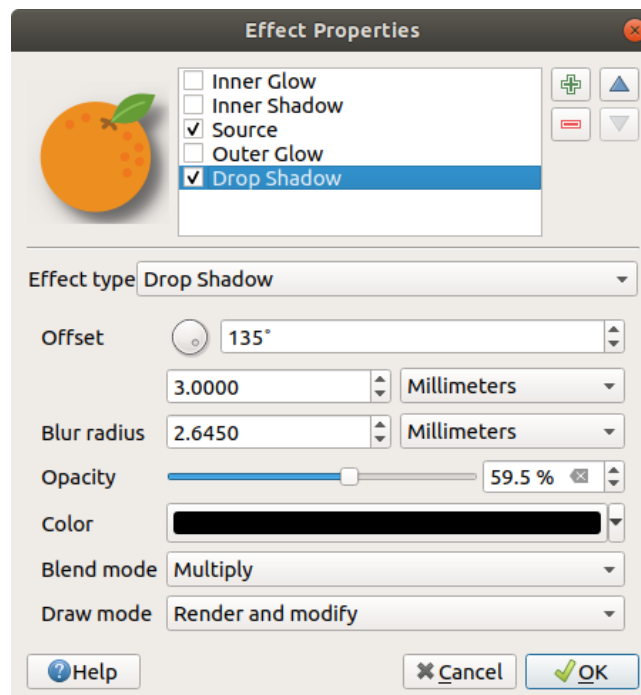 Effect Properties
Inner Glow
Inner Shadow
Source
Outer Glow
Drop Shadow
Effect type Drop Shadow
Offset 135°
3.0000 Millimeters
Blur radius 2.6450 Millimeters
Opacity 59.5 %
Color
Blend mode Multiply
Draw mode Render and modify
Help Cancel OK